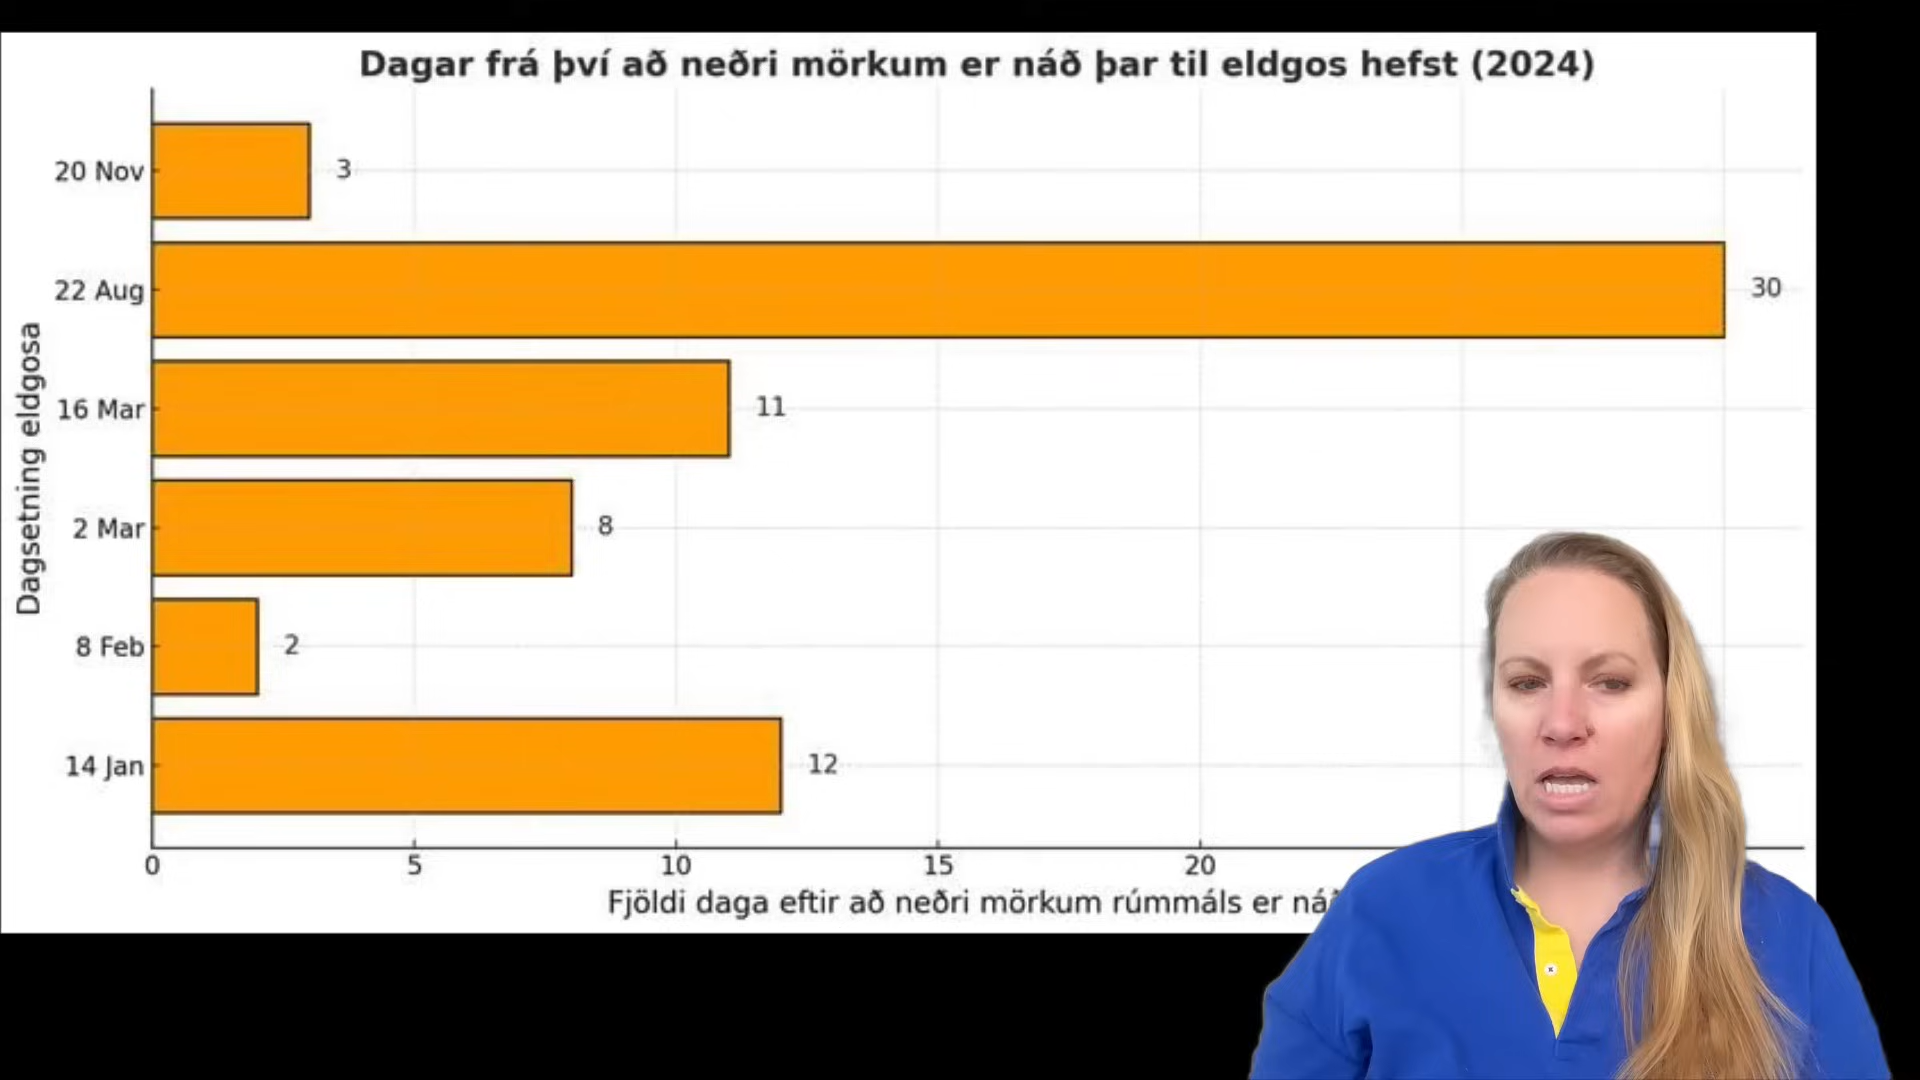 Dagar frá því að neðri mörkum er náð þar til eldgos hefst (2024)
Dagsetning eldgosa
20 Nov
3
22 Aug
30
16 Mar
11
2 Mar
8
8 Feb
2
14 Jan
12
0 5 10 15 20
Fjöldi daga eftir að neðri mörkum rúmmáls er